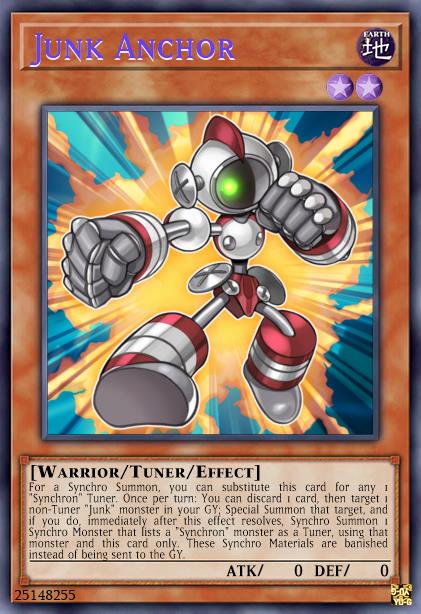 Junk Anchor
EARTH
地
[Warrior/Tuner/Effect]
For a Synchro Summon, you can substitute this card for any 1
"Synchron" Tuner. Once per turn: You can discard 1 card, then target 1
non-Tuner "Junk" monster in your GY; Special Summon that target, and
if you do, immediately after this effect resolves, Synchro Summon 1
Synchro Monster that lists a "Synchron" monster as a Tuner, using that
monster and this card only. These Synchro Materials are banished
instead of being sent to the GY.
ATK/ 0 DEF/ 0
25148255